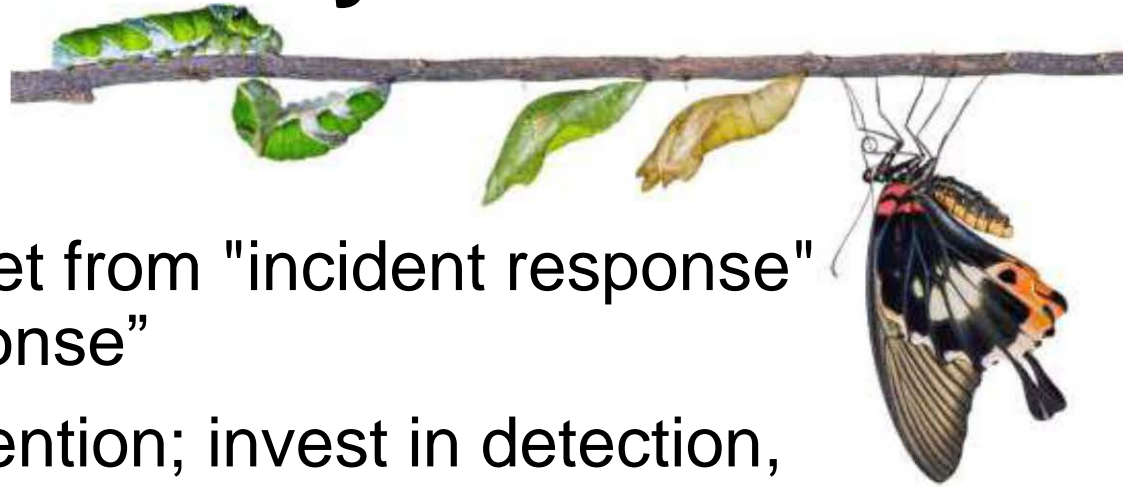 et from "incident response"
onse”
ention; invest in detection,